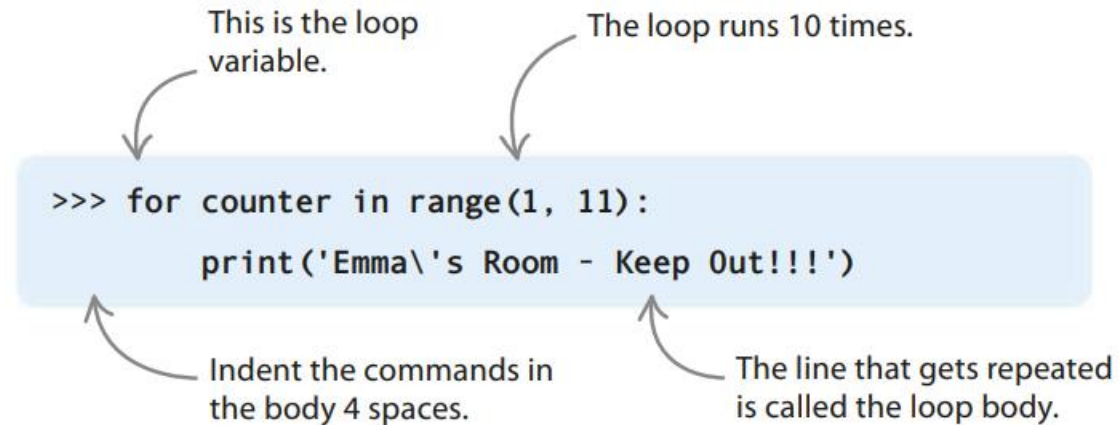 This is the loop
variable.
The loop runs 10 times.
>>> for counter in range(1, 11):
print('Emma\'s Room - Keep Out!!!')
Indent the commands in
the body 4 spaces.
The line that gets repeated
is called the loop body.